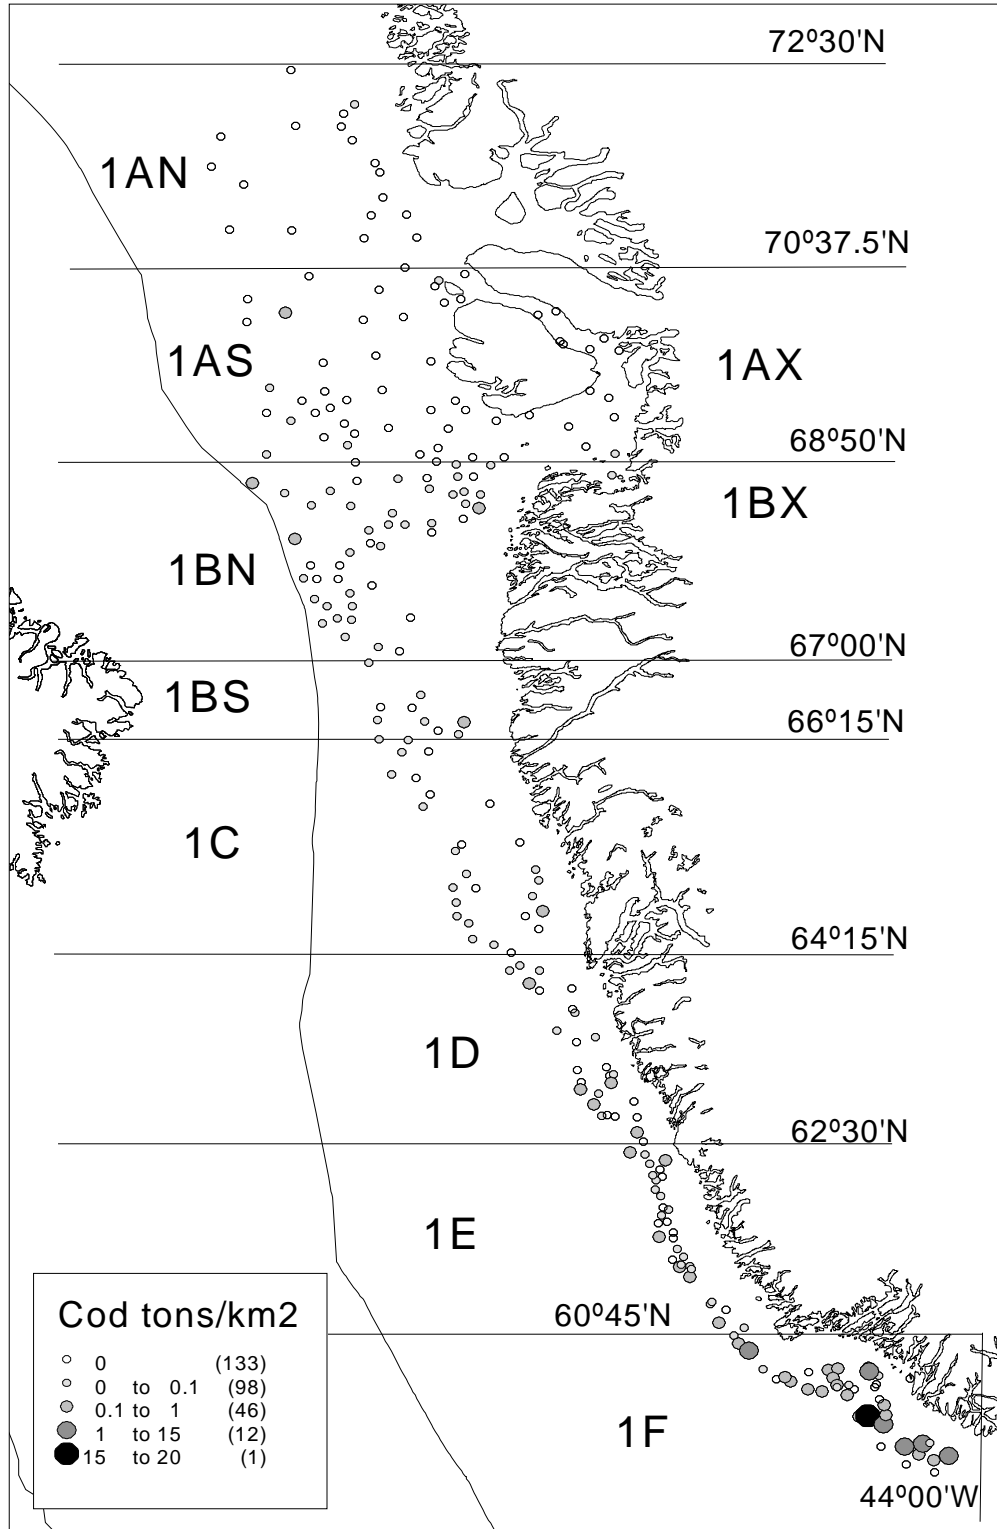 72º30'N
1AN
70º37.5'N
1AS
1AX
68º50'N
1BX
1BN
67º00'N
1BS
66º15'N
1C
64º15'N
1D
62º30'N
1E
60º45'N
1F
44º00'W
Cod tons/km2
0 (133)
0 to 0.1 (98)
0.1 to 1 (46)
1 to 15 (12)
15 to 20 (1)